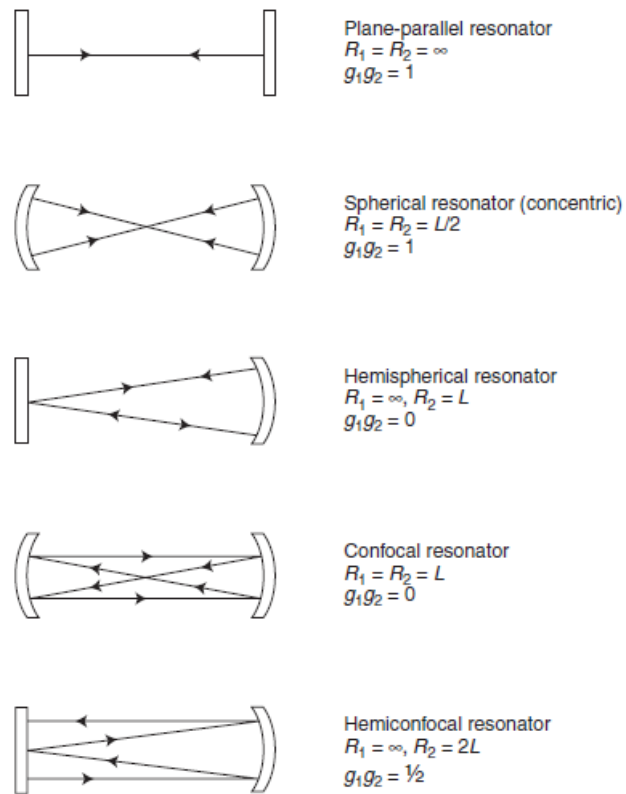 Plane-parallel resonator
R₁ = R₂ = ∞
g₁g₂ = 1
Spherical resonator (concentric)
R₁ = R₂ = L/2
g₁g₂ = 1
Hemispherical resonator
R₁ = ∞, R₂ = L
g₁g₂ = 0
Confocal resonator
R₁ = R₂ = L
g₁g₂ = 0
Hemiconfocal resonator
R₁ = ∞, R₂ = 2L
g₁g₂ = ½